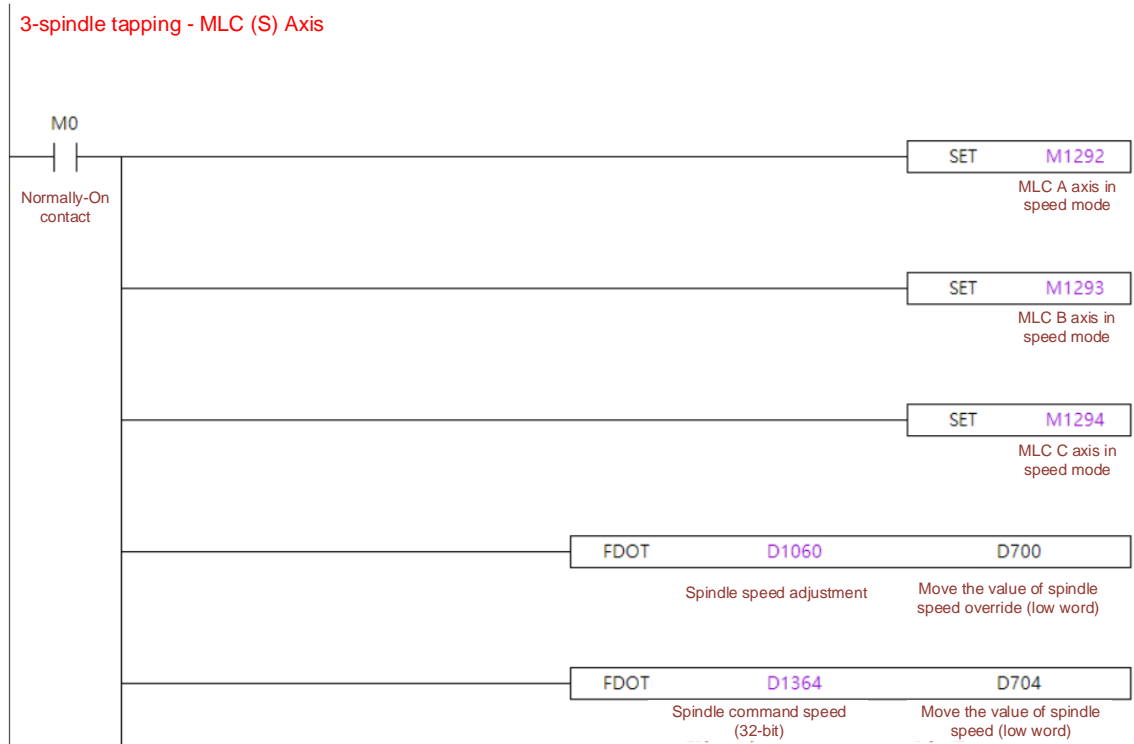 3-spindle tapping - MLC (S) Axis
M0
Normally-On
contact
SET M1292
MLC A axis in
speed mode
SET M1293
MLC B axis in
speed mode
SET M1294
MLC C axis in
speed mode
FDOT D1060 D700
Spindle speed adjustment
Move the value of spindle
speed override (low word)
FDOT D1364 D704
Spindle command speed
(32-bit)
Move the value of spindle
speed (low word)